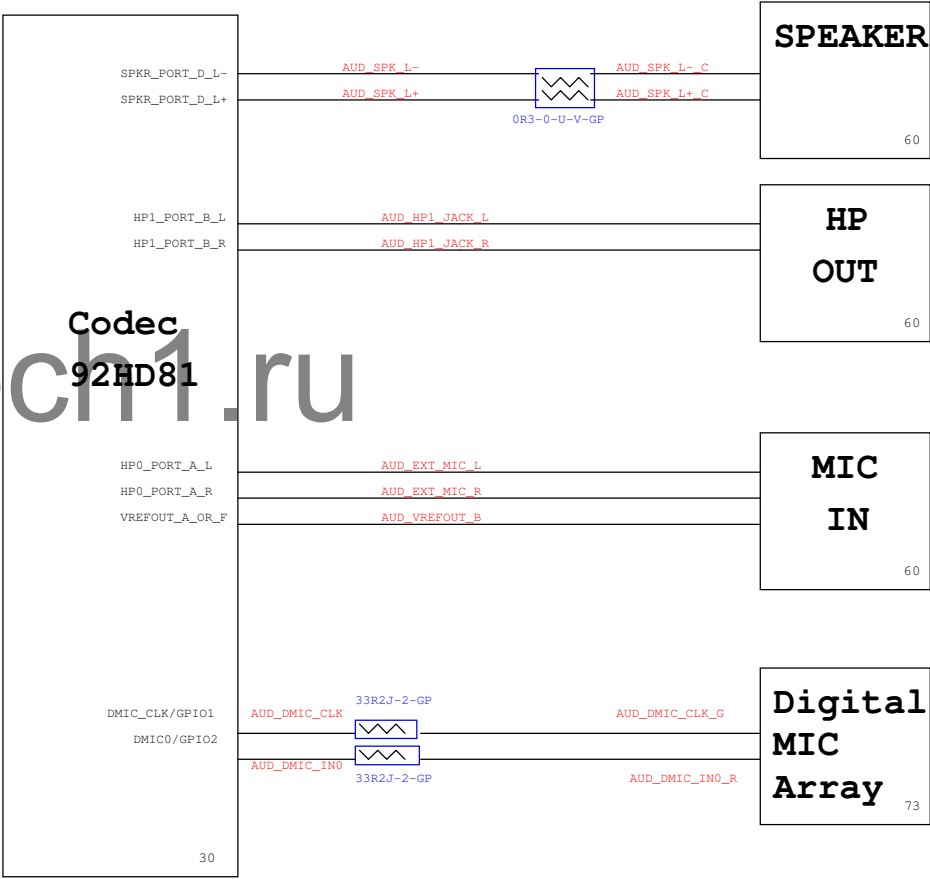 SPEAKER
SPKR_PORT_D_L- AUD_SPK_L- AUD_SPK_L-_C
SPKR_PORT_D_L+ AUD_SPK_L+ AUD_SPK_L+_C
0R3-0-U-V-GP
60
HP1_PORT_B_L AUD_HP1_JACK_L
HP1_PORT_B_R AUD_HP1_JACK_R
HP
OUT
60
Codec
92HD81
ch1.ru
HP0_PORT_A_L AUD_EXT_MIC_L
HP0_PORT_A_R AUD_EXT_MIC_R
VREFOUT_A_OR_F AUD_VREFOUT_B
MIC
IN
60
33R2J-2-GP
DMIC_CLK/GPIO1 AUD_DMIC_CLK AUD_DMIC_CLK_G
DMIC0/GPIO2
AUD_DMIC_IN0
33R2J-2-GP AUD_DMIC_IN0_R
Digital
MIC
Array
73
30